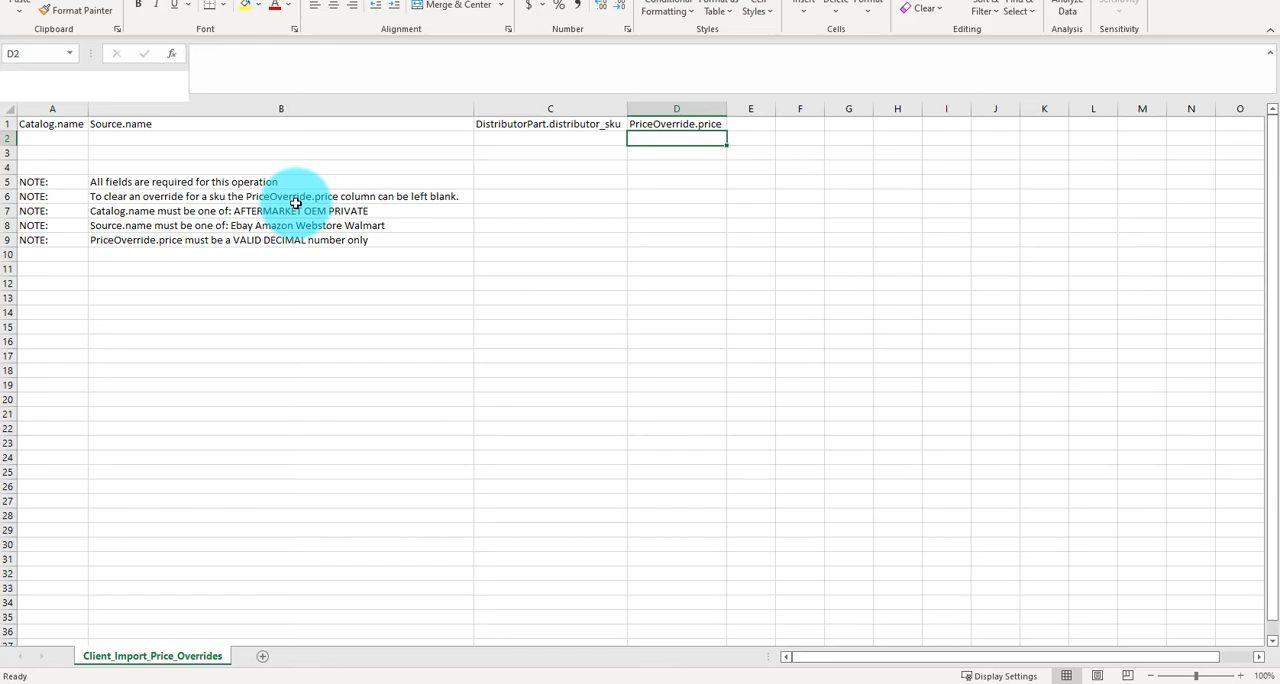 Format Painter
Merge & Center
$ % 9
Conditional Format as Cell
Formatting Table Styles
Insert Delete Format
Clear
Sort & Find &
Filter Select
Analyze
Data
Sensitivity
Clipboard Font Alignment Number Styles Cells Editing Analysis Sensitivity
D2 fx
A B C D E F G H I J K L M N O
1 Catalog.name Source.name DistributorPart.distributor_sku PriceOverride.price
2
3
4
5 NOTE: All fields are required for this operation
6 NOTE: To clear an override for a sku the PriceOverride.price column can be left blank.
7 NOTE: Catalog.name must be one of: AFTERMARKET OEM PRIVATE
8 NOTE: Source.name must be one of: Ebay Amazon Webstore Walmart
9 NOTE: PriceOverride.price must be a VALID DECIMAL number only
10
11
12
13
14
15
16
17
18
19
20
21
22
23
24
25
26
27
28
29
30
31
32
33
34
35
36
Client_Import_Price_Overrides
Ready Display Settings 100%